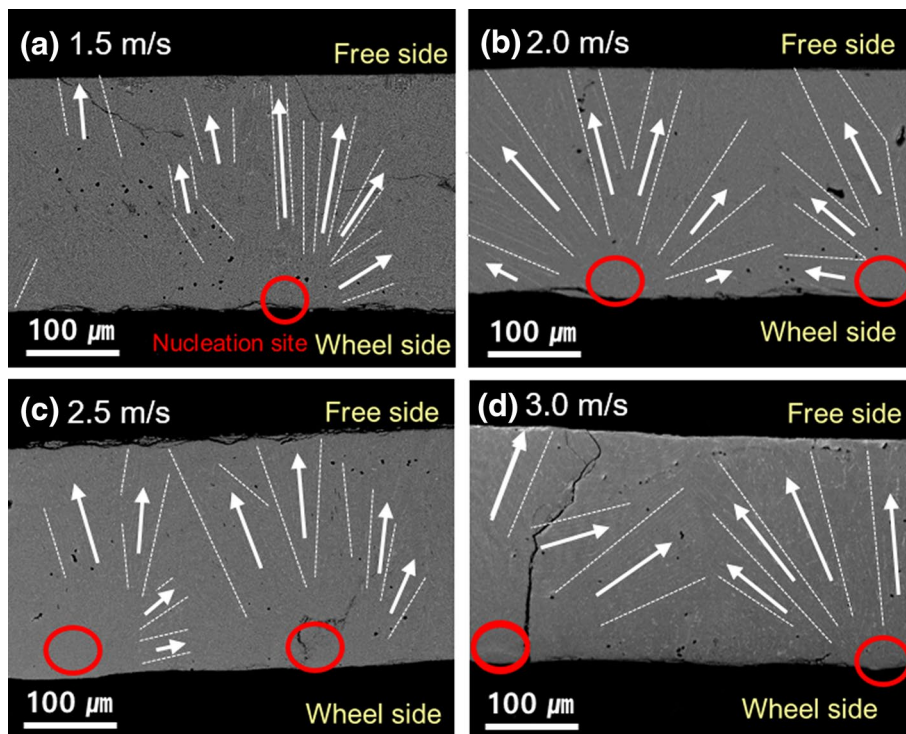 (a) 1.5 m/s
Free side
100 μm
Nucleation site
Wheel side
(b) 2.0 m/s
Free side
100 μm
Wheel side
(c) 2.5 m/s
Free side
100 μm
Wheel side
(d) 3.0 m/s
Free side
100 μm
Wheel side